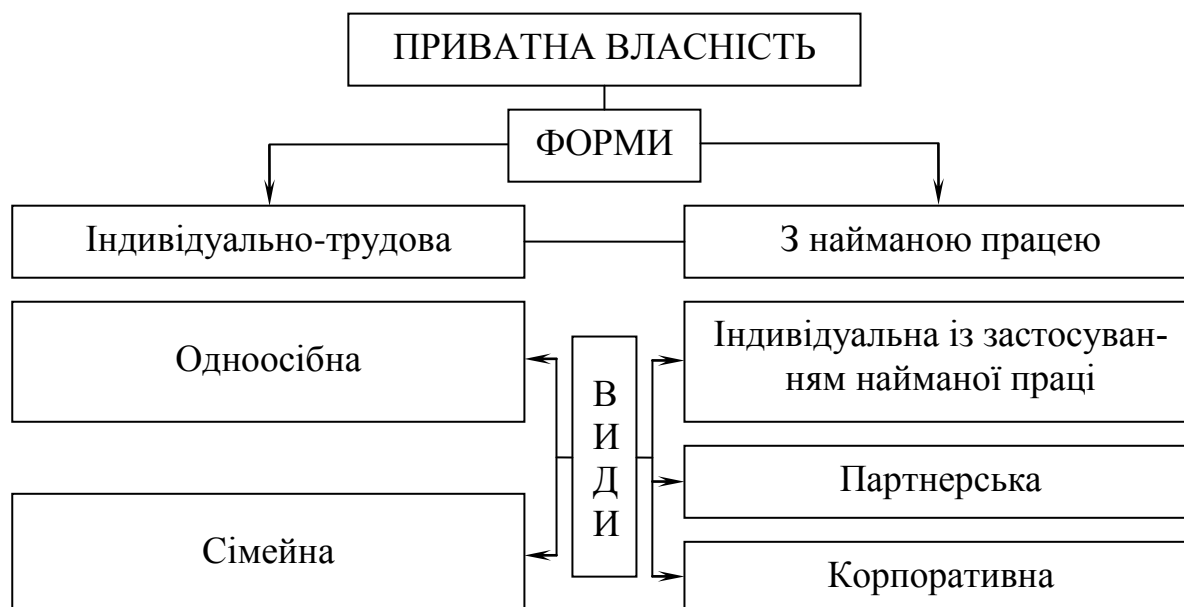 ПРИВАТНА ВЛАСНІСТЬ
ФОРМИ
Індивідуально-трудова
З найманою працею
Одноосібна
Індивідуальна із застосуван-
ням найманої праці
В
И
Д
И
Партнерська
Сімейна
Корпоративна